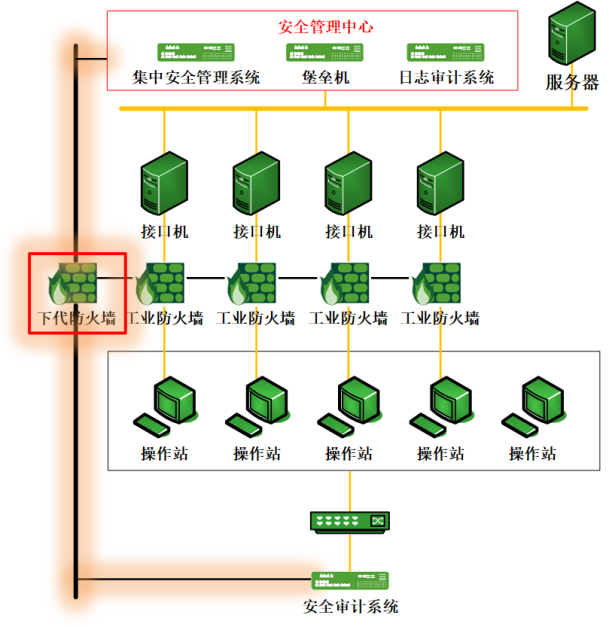 安全管理中心
集中安全管理系统
堡垒机
日志审计系统
服务器
接口机
接口机
接口机
接口机
下代防火墙
工业防火墙
工业防火墙
工业防火墙
工业防火墙
操作站
操作站
操作站
操作站
操作站
安全审计系统